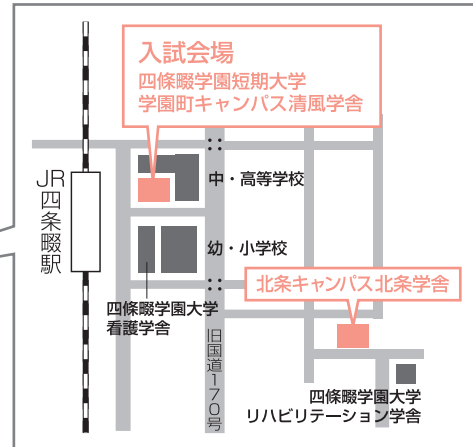 入試会場
四條畷学園短期大学
学園町キャンパス清風学舎
JR四条畷駅
中・高等学校
幼・小学校
四條畷学園大学
看護学舎
旧国道170号
北条キャンパス北条学舎
四條畷学園大学
リハビリテーション学舎